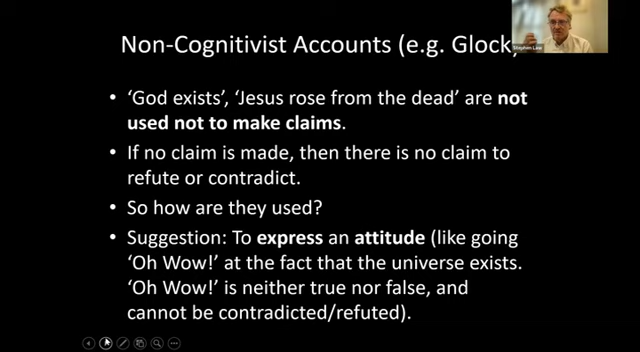 Non-Cognitivist Accounts (e.g. Glock)
Stephen Law
• 'God exists', 'Jesus rose from the dead' are not
used not to make claims.
• If no claim is made, then there is no claim to
refute or contradict.
• So how are they used?
• Suggestion: To express an attitude (like going
'Oh Wow!' at the fact that the universe exists.
'Oh Wow!' is neither true nor false, and
cannot be contradicted/refuted).